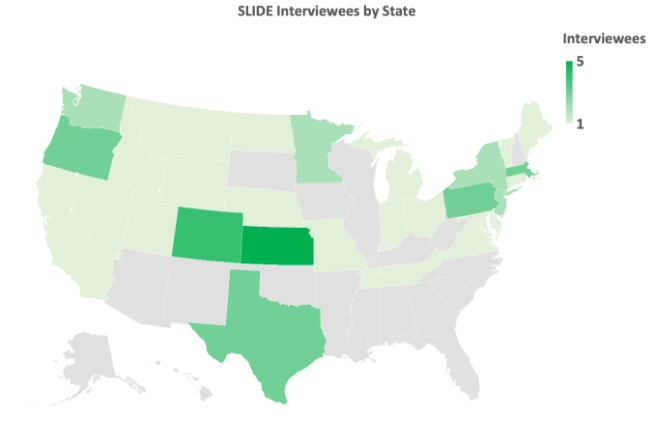 SLIDE Interviewees by State
Interviewees
5
1